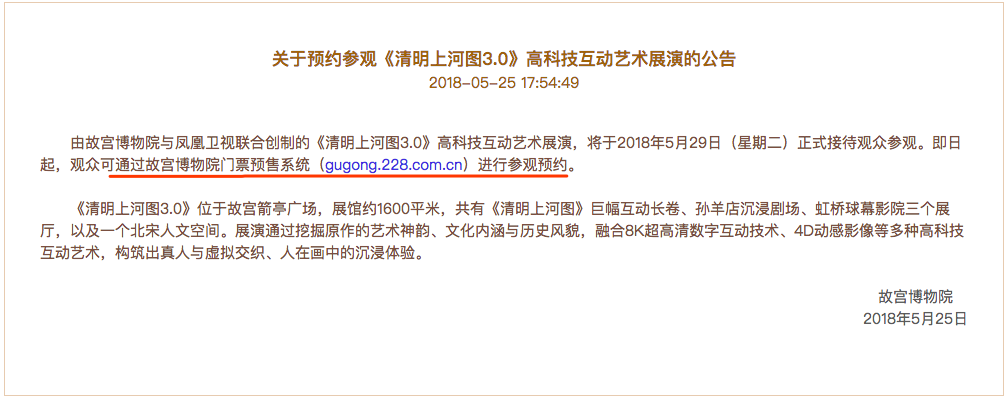 关于预约参观《清明上河图3.0》高科技互动艺术展演的公告
2018-05-25 17:54:49
由故宫博物院与凤凰卫视联合创制的《清明上河图3.0》高科技互动艺术展演，将于2018年5月29日（星期二）正式接待观众参观。即日
起，观众可通过故宫博物院门票预售系统（gugong.228.com.cn）进行参观预约。
《清明上河图3.0》位于故宫箭亭广场，展馆约1600平米，共有《清明上河图》巨幅互动长卷、孙羊店沉浸剧场、虹桥球幕影院三个展
厅，以及一个北宋人文空间。展演通过挖掘原作的艺术神韵、文化内涵与历史风貌，融合8K超高清数字互动技术、4D动感影像等多种高科技
互动艺术，构筑出真人与虚拟交织、人在画中的沉浸体验。
故宫博物院
2018年5月25日